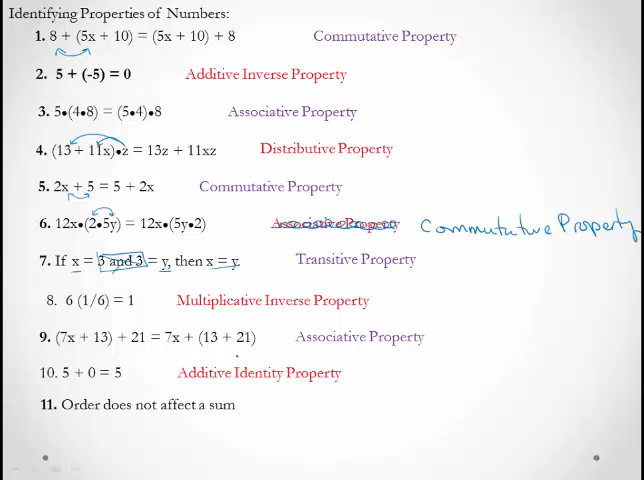 Identifying Properties of Numbers:
1. 8 + (5x + 10) = (5x + 10) + 8 Commutative Property
2. 5 + (-5) = 0 Additive Inverse Property
3. 5•(4•8) = (5•4)•8 Associative Property
4. (13 + 11x)•z = 13z + 11xz Distributive Property
5. 2x + 5 = 5 + 2x Commutative Property
6. 12x•(2•5y) = 12x•(5y•2) Associative Property Commutative Property
7. If x = 3 and 3 = y, then x = y. Transitive Property
8. 6 (1/6) = 1 Multiplicative Inverse Property
9. (7x + 13) + 21 = 7x + (13 + 21) Associative Property
10. 5 + 0 = 5 Additive Identity Property
11. Order does not affect a sum